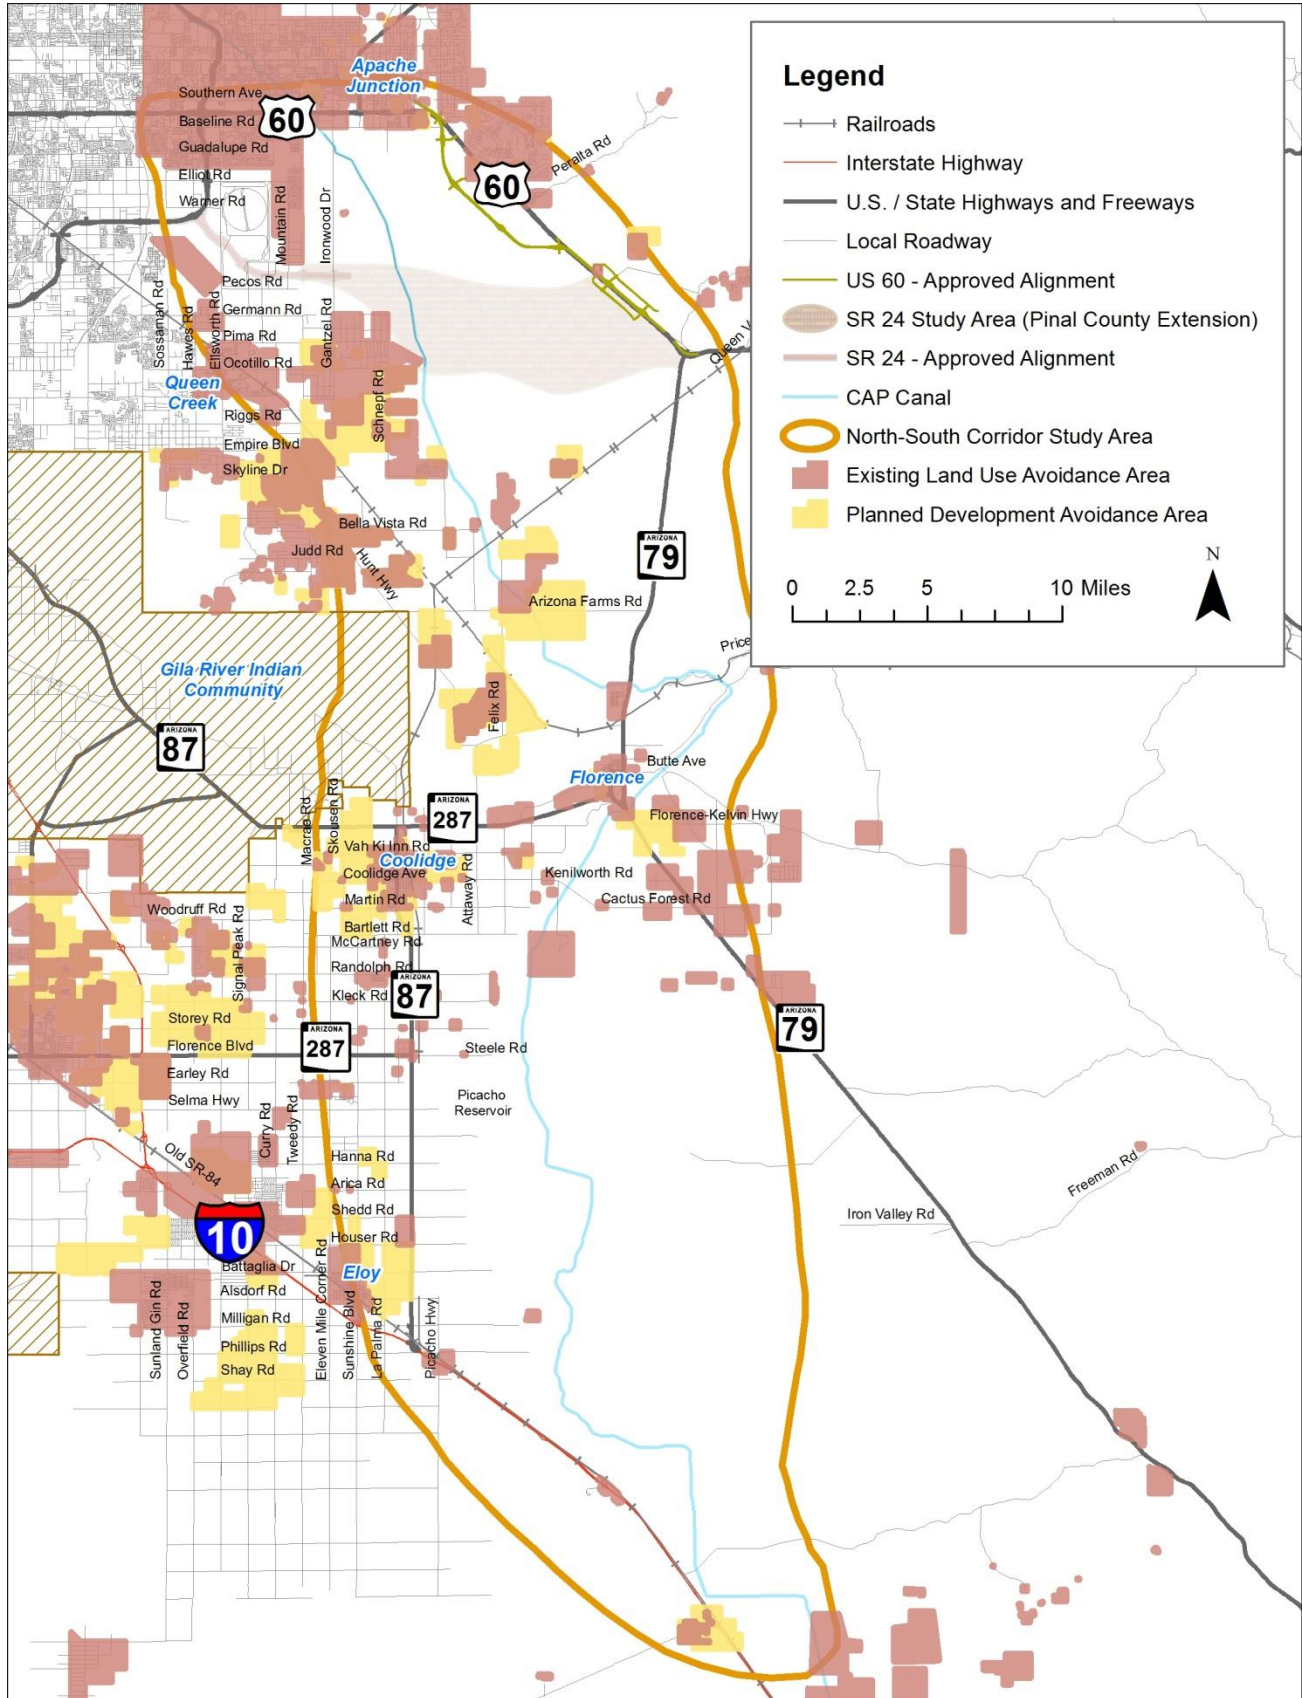 Legend
Railroads
Interstate Highway
U.S. / State Highways and Freeways
Local Roadway
US 60 - Approved Alignment
SR 24 Study Area (Pinal County Extension)
SR 24 - Approved Alignment
CAP Canal
North-South Corridor Study Area
Existing Land Use Avoidance Area
Planned Development Avoidance Area
N
0 2.5 5 10 Miles
Apache
Junction
Southern Ave
Baseline Rd
60
Guadalupe Rd
Elliot Rd
Warner Rd
60
Peralta Rd
Mountain Rd
Ironwood Dr
Pecos Rd
Germann Rd
Pima Rd
Ocotillo Rd
Sossaman Rd
Hawes Rd
Ellsworth Rd
Gantzel Rd
Schnepf Rd
Queen
Creek
Queen V
Riggs Rd
Empire Blvd
Skyline Dr
Bella Vista Rd
Judd Rd
Hunt Hwy
ARIZONA
79
Arizona Farms Rd
Price
Gila River Indian
Community
Felix Rd
ARIZONA
87
Butte Ave
Florence
ARIZONA
287
Florence-Kelvin Hwy
Macrae Rd
Skousen Rd
Vah Ki Inn Rd
Coolidge
Coolidge Ave
Attaway Rd
Kenilworth Rd
Cactus Forest Rd
Martin Rd
Woodruff Rd
Signal Peak Rd
Bartlett Rd
McCartney Rd
Randolph Rd
Kleck Rd
ARIZONA
87
Storey Rd
Florence Blvd
ARIZONA
287
Steele Rd
ARIZONA
79
Earley Rd
Selma Hwy
Picacho
Reservoir
Curry Rd
Tweedy Rd
Old SR-84
Hanna Rd
Arica Rd
Shedd Rd
Houser Rd
Freeman Rd
Iron Valley Rd
10
Battaglia Dr
Eloy
Alsdorf Rd
Milligan Rd
Phillips Rd
Shay Rd
Sunland Gin Rd
Overfield Rd
Eleven Mile Corner Rd
Sunshine Blvd
La Palma Rd
Picacho Hwy